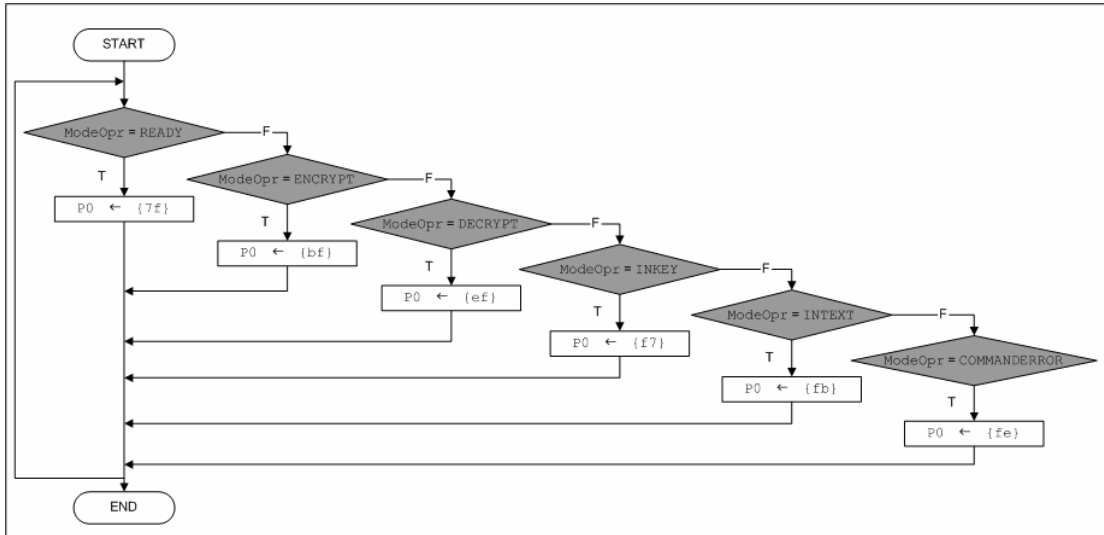 START
ModeOpr = READY
F
T
ModeOpr = ENCRYPT
F
P0 ← {7f}
T
ModeOpr = DECRYPT
F
P0 ← {bf}
T
ModeOpr = INKEY
F
P0 ← {ef}
T
ModeOpr = INTEXT
F
P0 ← {f7}
T
ModeOpr = COMMANDERROR
P0 ← {fb}
T
P0 ← {fe}
END